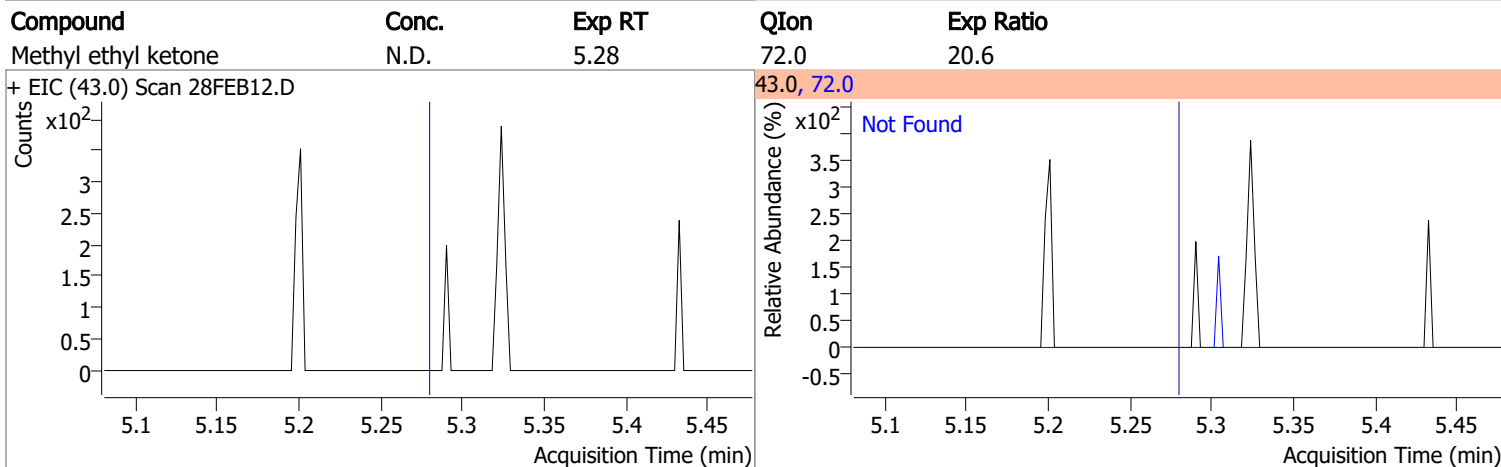 Compound Conc. Exp RT QIon Exp Ratio
Methyl ethyl ketone N.D. 5.28 72.0 20.6
+ EIC (43.0) Scan 28FEB12.D
Counts
x10²
3
2.5
2
1.5
1
0.5
0
5.1 5.15 5.2 5.25 5.3 5.35 5.4 5.45
Acquisition Time (min)
43.0, 72.0
Relative Abundance (%)
x10²
Not Found
3.5
3
2.5
2
1.5
1
0.5
0
-0.5
5.1 5.15 5.2 5.25 5.3 5.35 5.4 5.45
Acquisition Time (min)